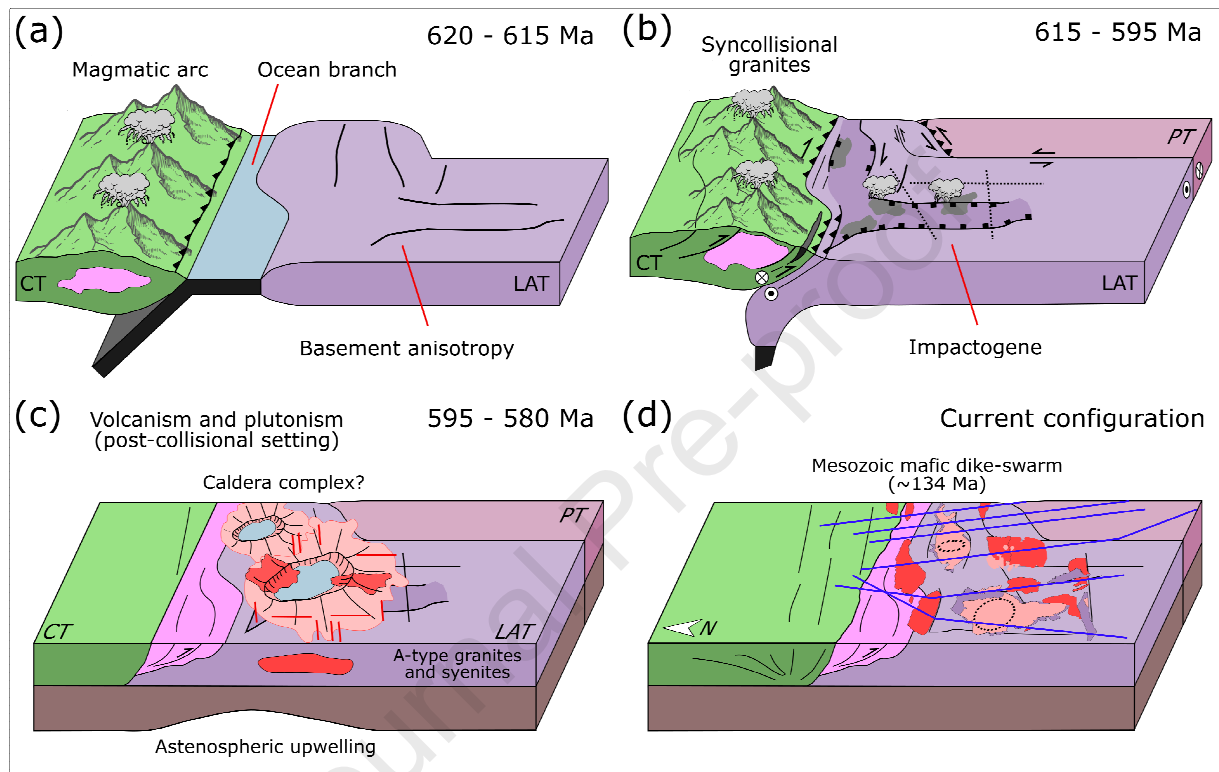 (a)
620 - 615 Ma
Magmatic arc
Ocean branch
CT
LAT
Basement anisotropy
(b)
615 - 595 Ma
Syncollisional
granites
PT
CT
LAT
Impactogene
(c)
Volcanism and plutonism
(post-collisional setting)
595 - 580 Ma
Caldera complex?
PT
CT
LAT
A-type granites
and syenites
Astenospheric upwelling
(d)
Current configuration
Mesozoic mafic dike-swarm
(~134 Ma)
N
Journal Pre-proof